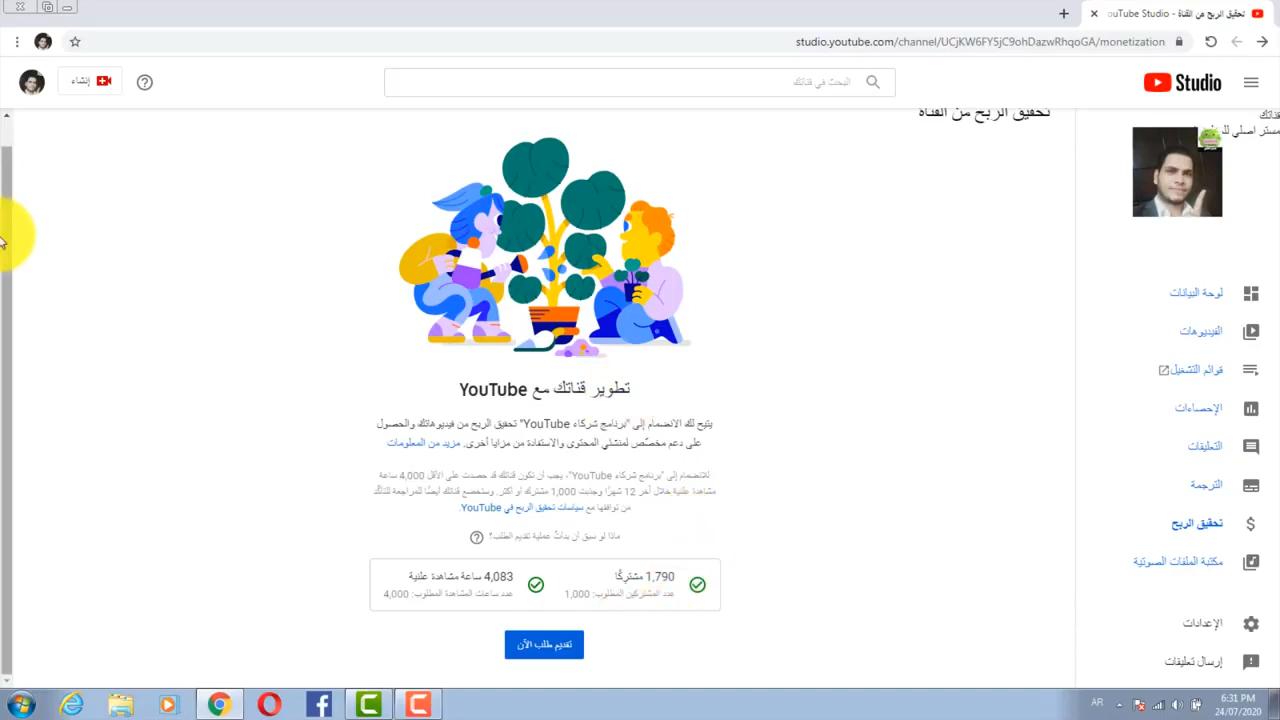 تحقيق الربح من القناة - YouTube Studio
studio.youtube.com/channel/UCjKW6FY5JC9ohDazwRhqoGA/monetization
Studio
البحث في قناتك
إنشاء
تحقيق الربح من القناة
قناتك
مستر اصلي
لوحة البيانات
الفيديوهات
قوائم التشغيل
الإحصاءات
التعليقات
الترجمة
تحقيق الربح
مكتبة الملفات الصوتية
الإعدادات
إرسال تعليقات
تطوير قناتك مع YouTube
يتيح لك الانضمام إلى "برنامج شركاء YouTube" تحقيق الربح من فيديوهاتك والحصول
على دعم مخصّص لمنشئي المحتوى والاستفادة من مزايا أخرى. مزيد من المعلومات
للانضمام إلى "برنامج شركاء YouTube"، يجب أن تكون قناتك قد حصدت على الأقل 4,000 ساعة
مشاهدة علنية خلال آخر 12 شهرًا وجذبت 1,000 مشترك أو أكثر. وستخضع قناتك أيضًا للمراجعة للتأكّد
من توافقها مع سياسات تحقيق الربح في YouTube.
ماذا لو سبق أن بدأتُ عملية تقديم الطلب؟
1,790 مشتركًا
عدد المشتركين المطلوب: 1,000
4,083 ساعة مشاهدة علنية
عدد ساعات المشاهدة المطلوب: 4,000
تقديم طلب الآن
AR
6:31 PM
24/07/2020